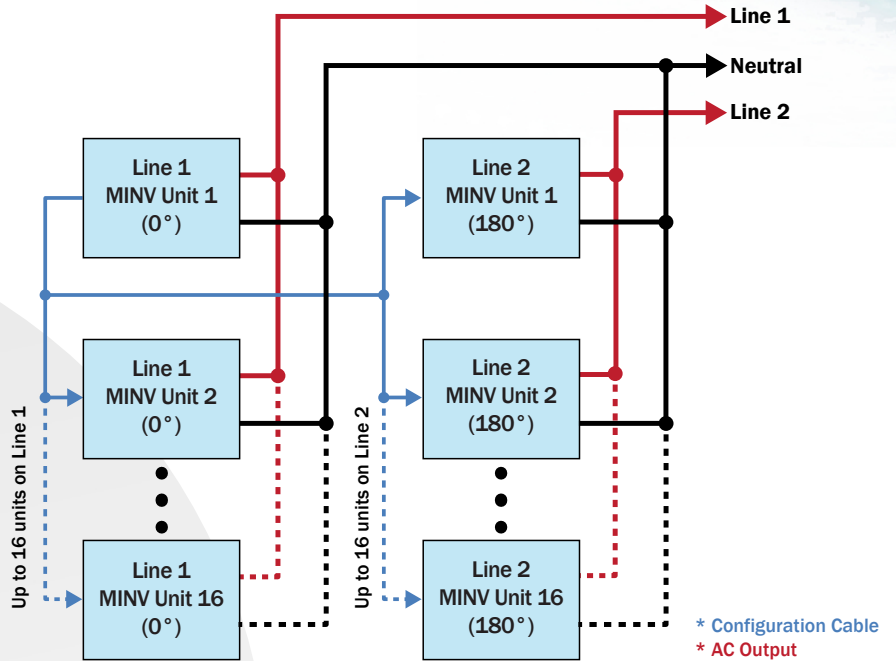 Line 1
Neutral
Line 2
Line 1
MINV Unit 1
(0°)
Line 2
MINV Unit 1
(180°)
Line 1
MINV Unit 2
(0°)
Line 2
MINV Unit 2
(180°)
Up to 16 units on Line 1
Up to 16 units on Line 2
Line 1
MINV Unit 16
(0°)
Line 2
MINV Unit 16
(180°)
* Configuration Cable
* AC Output